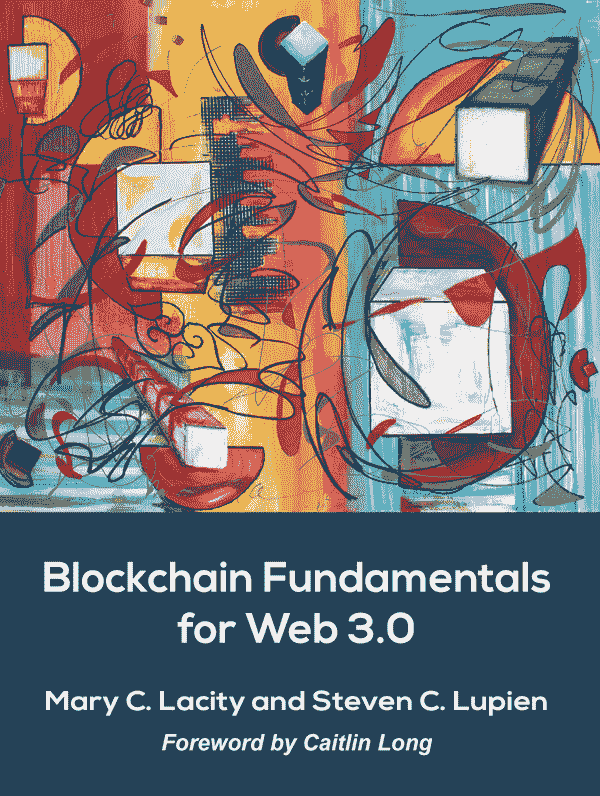 Blockchain Fundamentals
for Web 3.0
Mary C. Lacity and Steven C. Lupien
Foreword by Caitlin Long